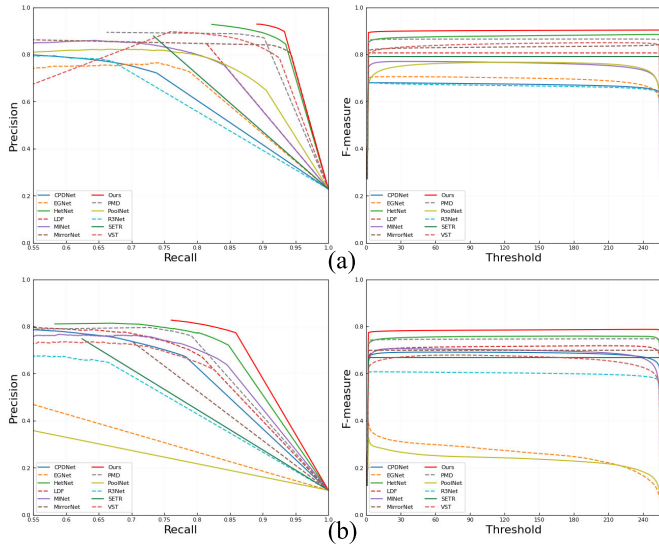 1.0
0.8
0.6
0.4
0.2
0.0
Precision
0.55 0.6 0.65 0.7 0.75 0.8 0.85 0.9 0.95 1.0
Recall
CPDNet
EGNet
HetNet
LDF
MINet
MirrorNet
Ours
PMD
PoolNet
R3Net
SETR
VST
1.0
0.8
0.6
0.4
0.2
0.0
F-measure
0 30 60 90 120 150 180 210 240
Threshold
CPDNet
EGNet
HetNet
LDF
MINet
MirrorNet
Ours
PMD
PoolNet
R3Net
SETR
VST
(a)
1.0
0.8
0.6
0.4
0.2
0.0
Precision
0.55 0.6 0.65 0.7 0.75 0.8 0.85 0.9 0.95 1.0
Recall
CPDNet
EGNet
HetNet
LDF
MINet
MirrorNet
Ours
PMD
PoolNet
R3Net
SETR
VST
1.0
0.8
0.6
0.4
0.2
0.0
F-measure
0 30 60 90 120 150 180 210 240
Threshold
CPDNet
EGNet
HetNet
LDF
MINet
MirrorNet
Ours
PMD
PoolNet
R3Net
SETR
VST
(b)